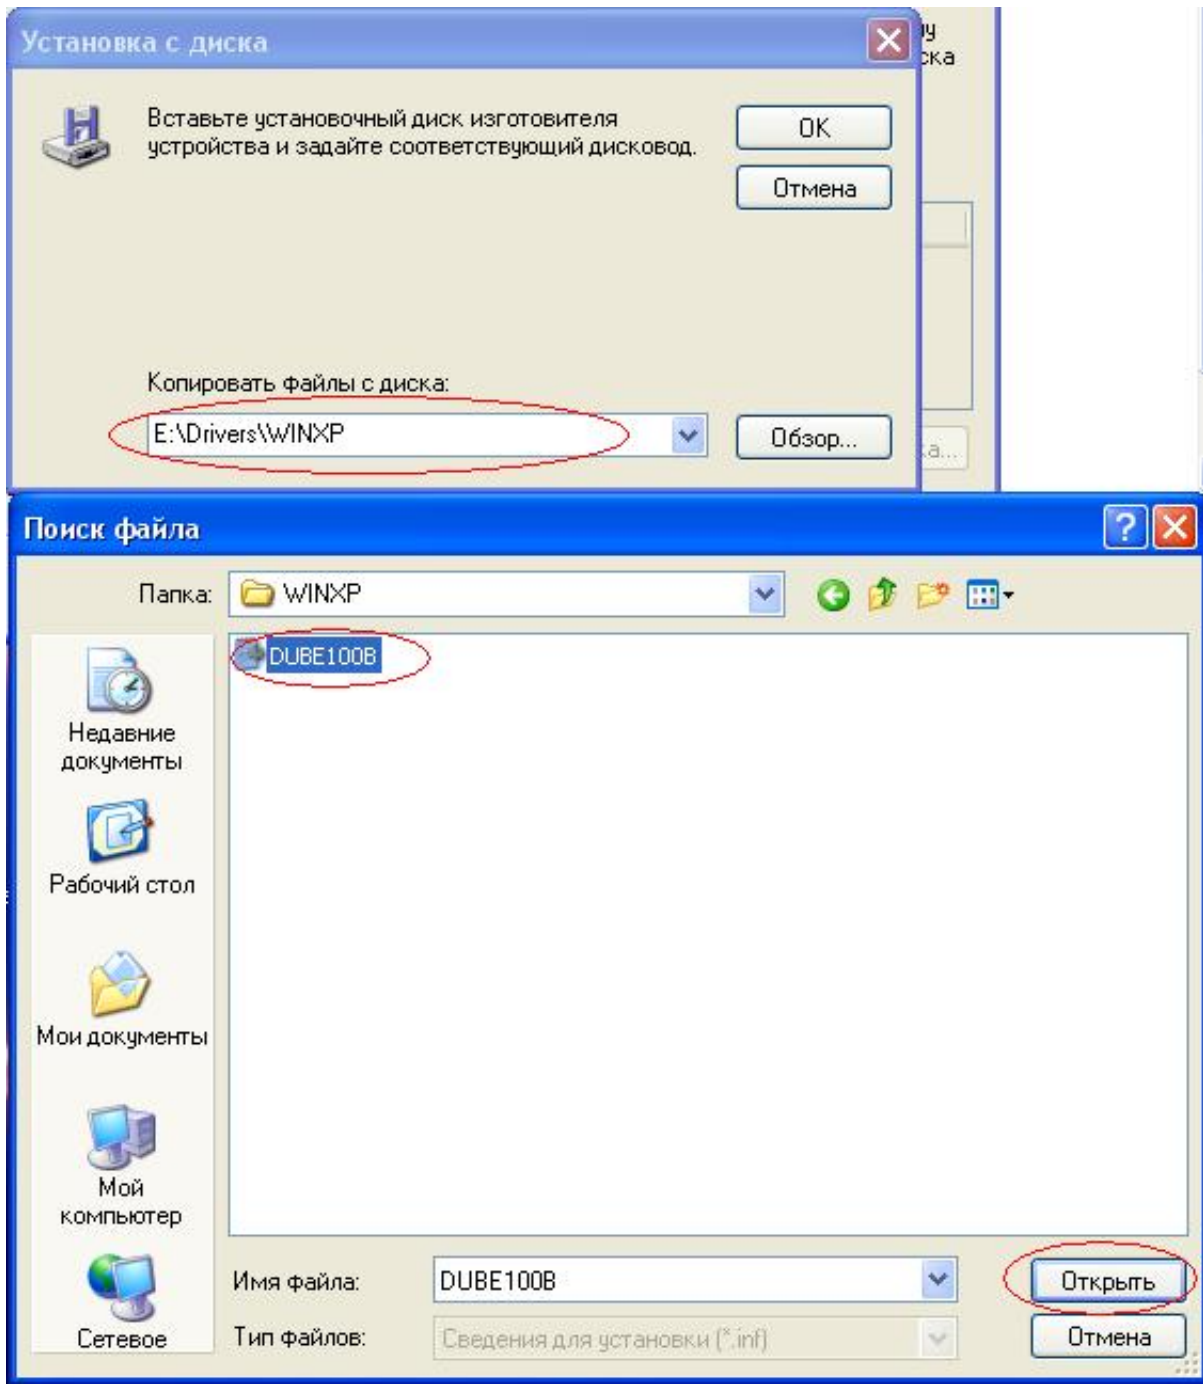 Установка с диска
ску
Вставьте установочный диск изготовителя
устройства и задайте соответствующий дисковод.
OK
Отмена
Копировать файлы с диска:
E:\Drivers\WINXP
Обзор...
Поиск файла
Папка:
WINXP
DUBE100B
Недавние
документы
Рабочий стол
Мои документы
Мой
компьютер
Сетевое
Имя файла:
DUBE100B
Открыть
Тип файлов:
Сведения для установки (*.inf)
Отмена